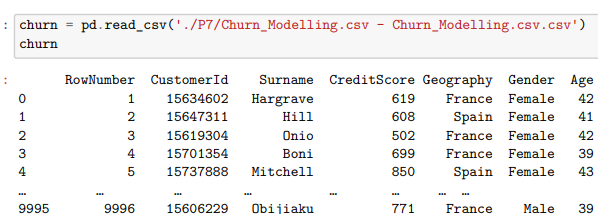 : churn = pd.read_csv('./P7/Churn_Modelling.csv - Churn_Modelling.csv.csv')
churn
: RowNumber CustomerId Surname CreditScore Geography Gender Age
0 1 15634602 Hargrave 619 France Female 42
1 2 15647311 Hill 608 Spain Female 41
2 3 15619304 Onio 502 France Female 42
3 4 15701354 Boni 699 France Female 39
4 5 15737888 Mitchell 850 Spain Female 43
… … … … … … …
9995 9996 15606229 Obijiaku 771 France Male 39